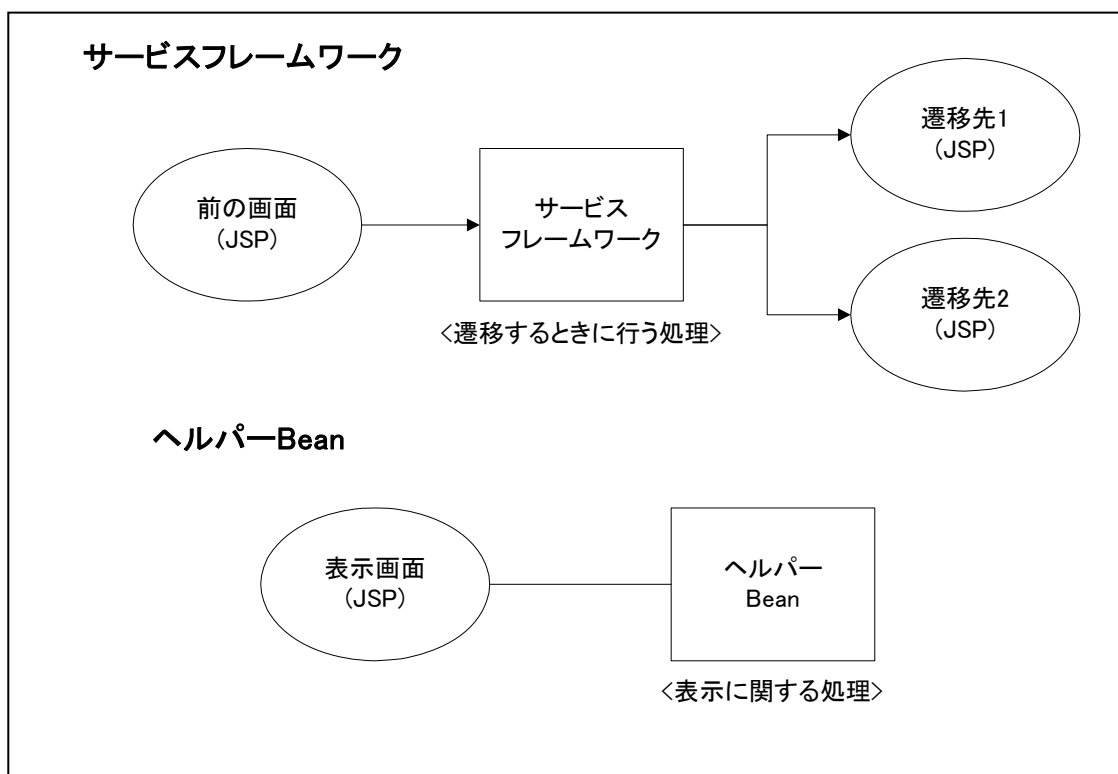 サービスフレームワーク
前の画面
(JSP)
サービス
フレームワーク
<遷移するときに行う処理>
遷移先1
(JSP)
遷移先2
(JSP)
ヘルパーBean
表示画面
(JSP)
ヘルパー
Bean
<表示に関する処理>